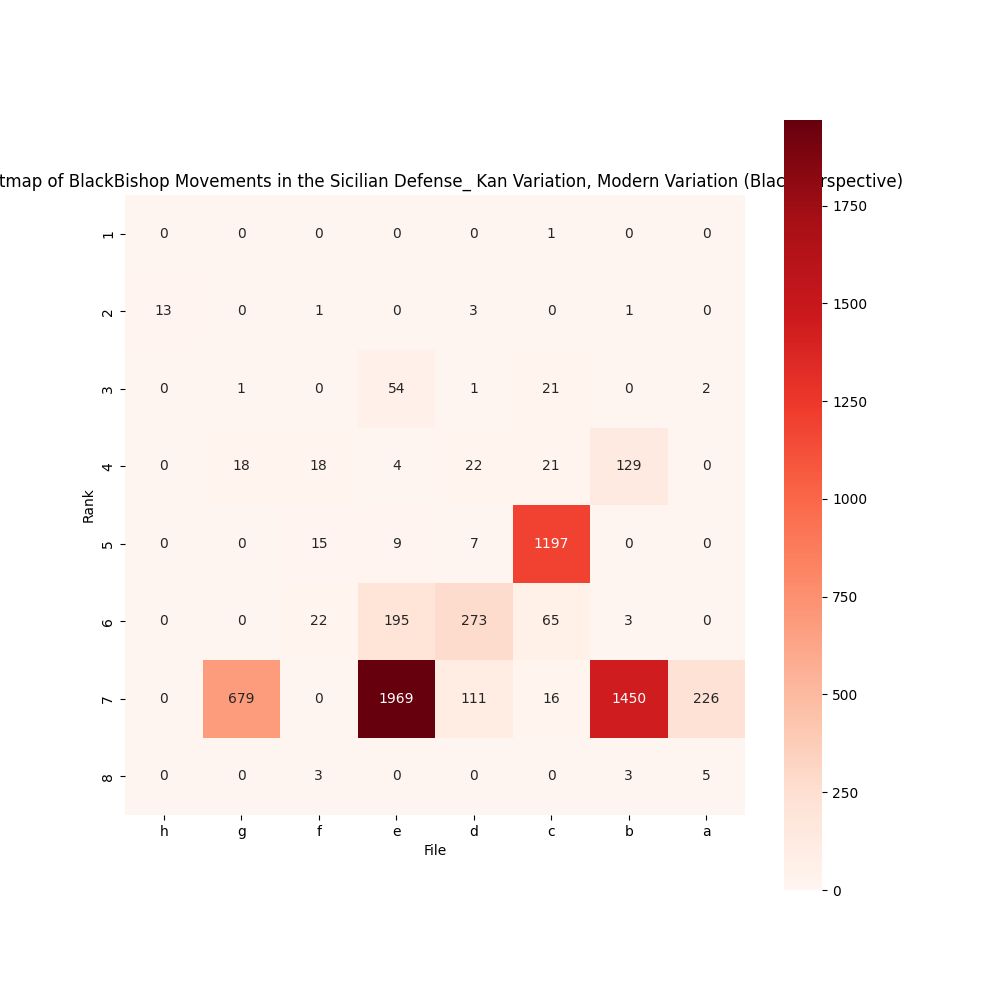 tmap of BlackBishop Movements in the Sicilian Defense_ Kan Variation, Modern Variation (Blac rspective)
1 0 0 0 0 0 1 0 0
2 13 0 1 0 3 0 1 0
3 0 1 0 54 1 21 0 2
4 0 18 18 4 22 21 129 0
5 0 0 15 9 7 1197 0 0
6 0 0 22 195 273 65 3 0
7 0 679 0 1969 111 16 1450 226
8 0 0 3 0 0 0 3 5
h g f e d c b a
File
Rank
1750
1500
1250
1000
750
500
250
0